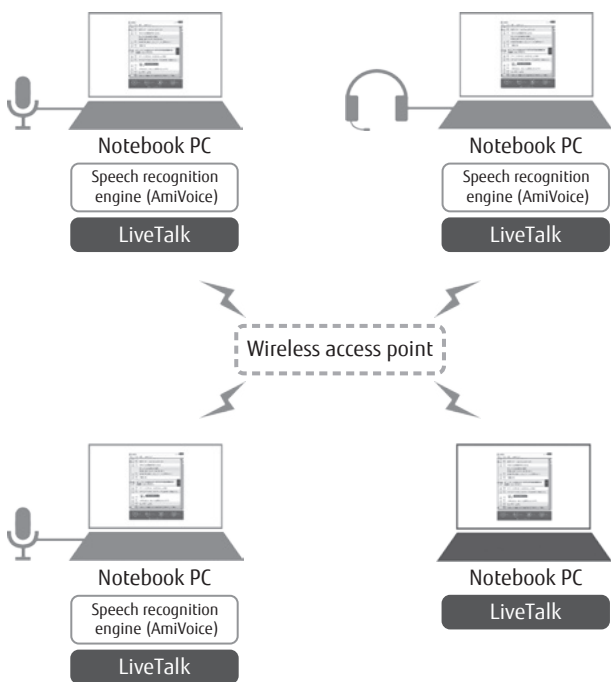 Notebook PC
Speech recognition
engine (AmiVoice)
LiveTalk
Notebook PC
Speech recognition
engine (AmiVoice)
LiveTalk
Wireless access point
Notebook PC
Speech recognition
engine (AmiVoice)
LiveTalk
Notebook PC
LiveTalk